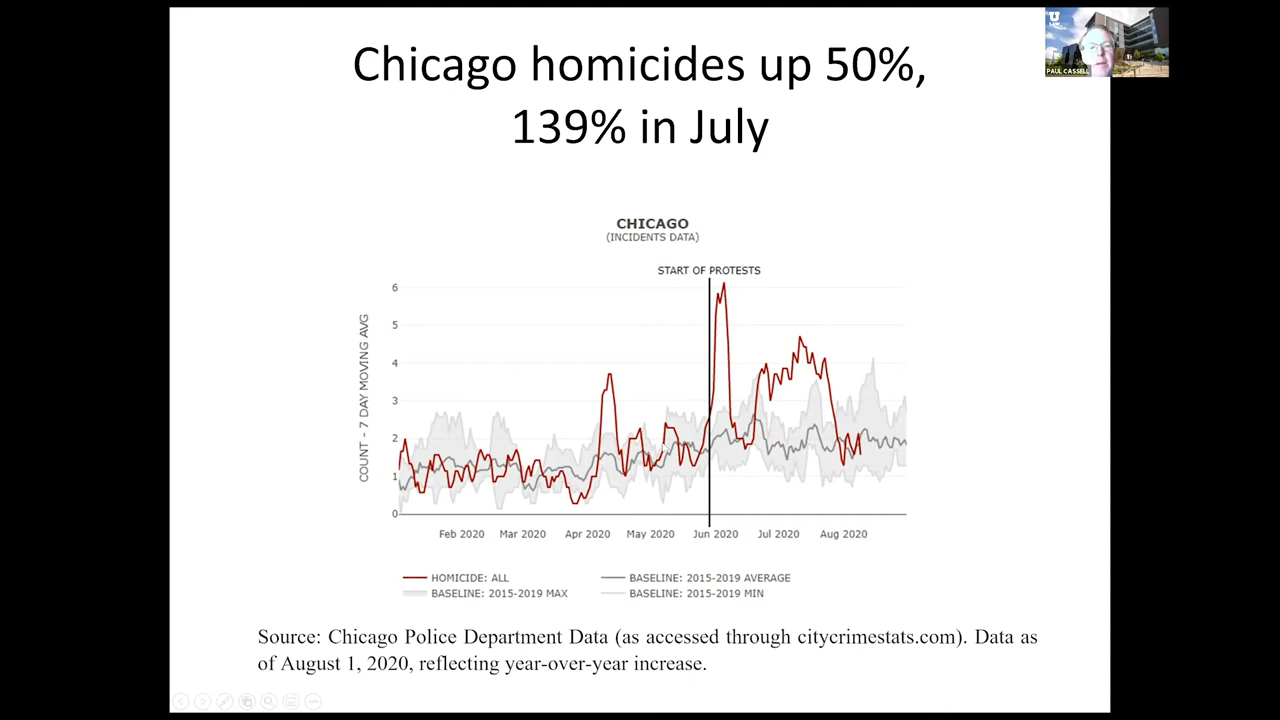 Chicago homicides up 50%,
139% in July
U
LAW
PAUL CASSELL
CHICAGO
(INCIDENTS DATA)
START OF PROTESTS
COUNT - 7 DAY MOVING AVG
6
5
4
3
2
1
0
Feb 2020 Mar 2020 Apr 2020 May 2020 Jun 2020 Jul 2020 Aug 2020
HOMICIDE: ALL BASELINE: 2015-2019 AVERAGE
BASELINE: 2015-2019 MAX BASELINE: 2015-2019 MIN
Source: Chicago Police Department Data (as accessed through citycrimestats.com). Data as
of August 1, 2020, reflecting year-over-year increase.